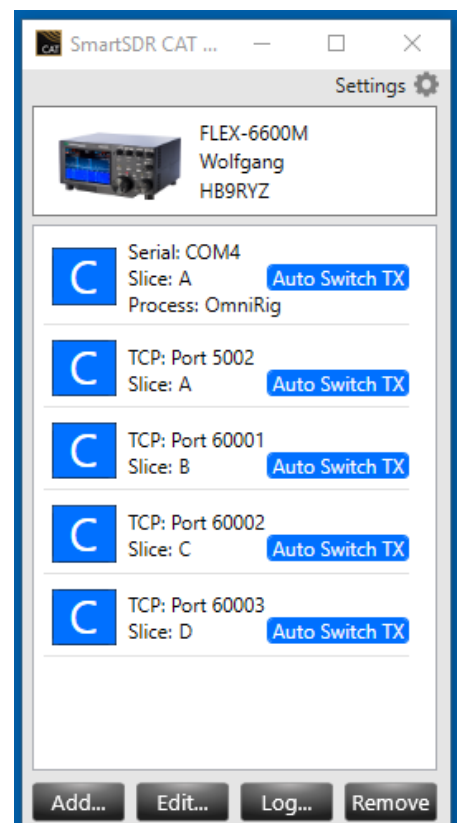 CAT
SmartSDR CAT ...
Settings
FLEX-6600M
Wolfgang
HB9RYZ
C
Serial: COM4
Slice: A
Auto Switch TX
Process: OmniRig
C
TCP: Port 5002
Slice: A
Auto Switch TX
C
TCP: Port 60001
Slice: B
Auto Switch TX
C
TCP: Port 60002
Slice: C
Auto Switch TX
C
TCP: Port 60003
Slice: D
Auto Switch TX
Add...
Edit...
Log...
Remove